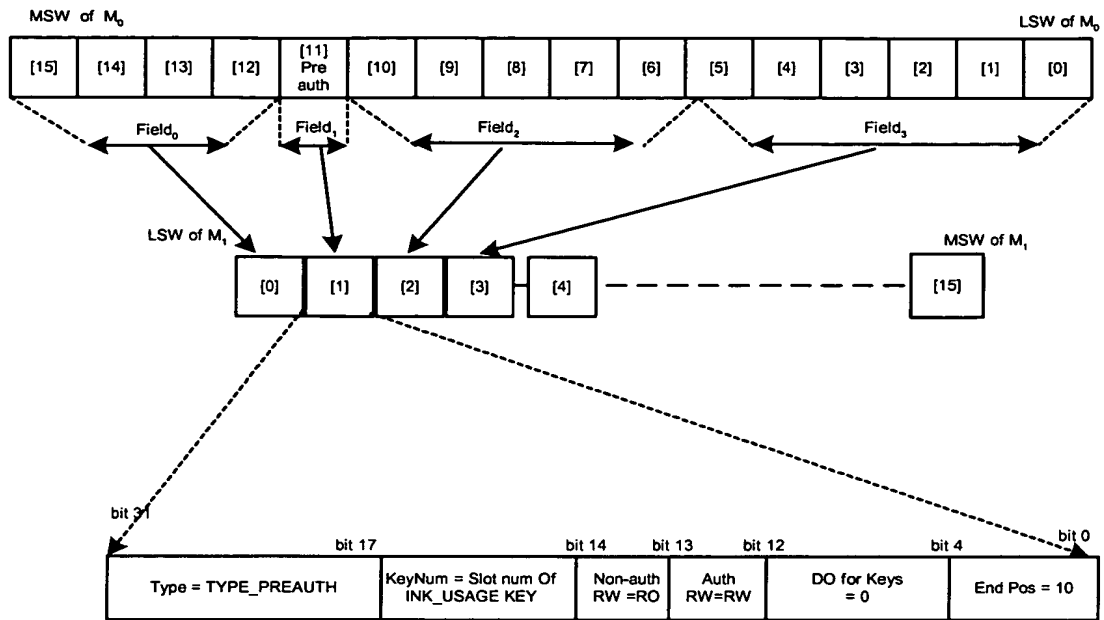 MSW of M0
LSW of M0
[15] [14] [13] [12] [11] Pre auth [10] [9] [8] [7] [6] [5] [4] [3] [2] [1] [0]
Field0 Field1 Field2 Field3
LSW of M1
MSW of M1
[0] [1] [2] [3] [4] [15]
bit 31
bit 17 bit 14 bit 13 bit 12 bit 4 bit 0
Type = TYPE_PREAUTH
KeyNum = Slot num Of
INK_USAGE KEY
Non-auth
RW =RO
Auth
RW=RW
DO for Keys
= 0
End Pos = 10